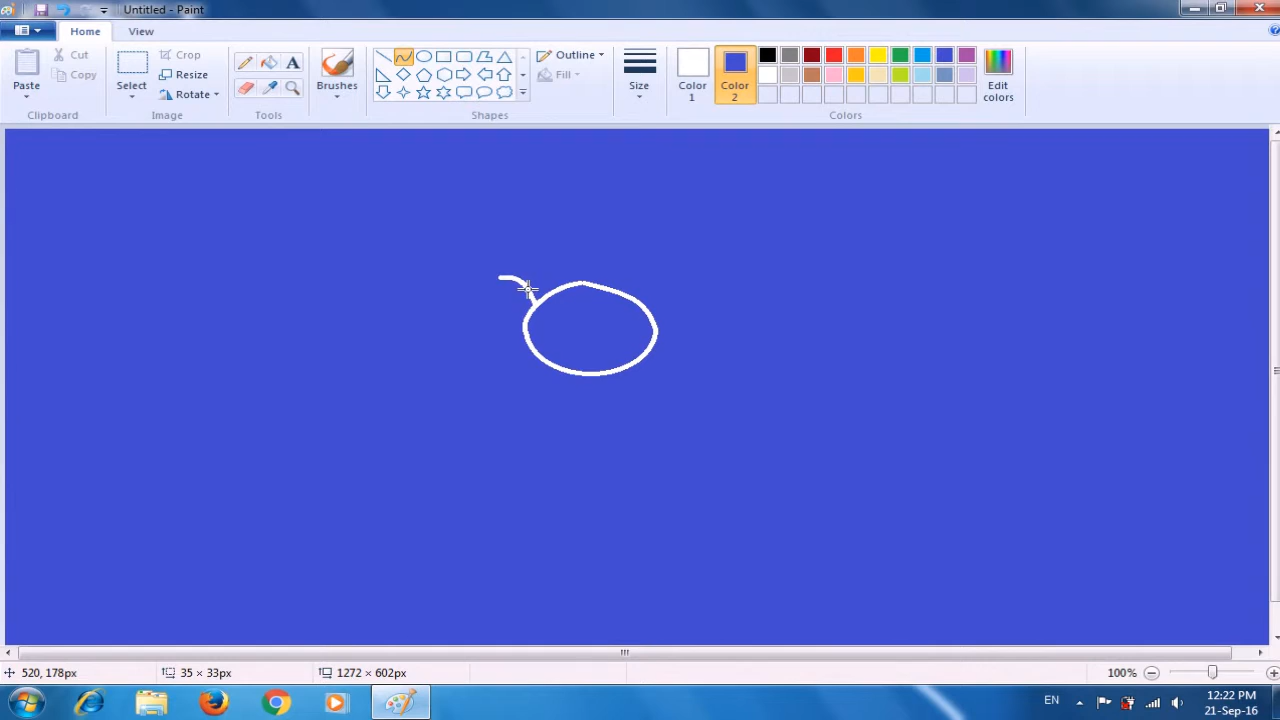 Untitled - Paint
Home View
Paste
Cut
Copy
Clipboard
Select
Crop
Resize
Rotate
Image
A
Tools
Brushes
Outline
Fill
Shapes
Size
Color 1
Color 2
Edit colors
Colors
520, 178px 35 × 33px 1272 × 602px 100%
EN 12:22 PM
21-Sep-16